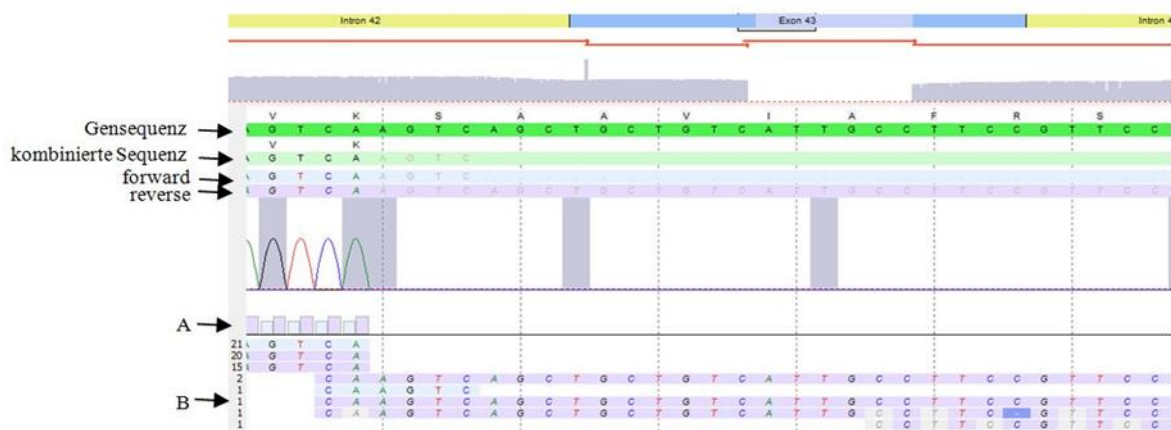 Intron 42 Exon 43 Intron 4
V K S A A V I A F R S
Gensequenz A G T C A A G T C A G C T G C T G T C A T T G C C T T C C G T T C C
V K
kombinierte Sequenz A G T C A A G T C
forward A G T C A A G T C
reverse A G T C A A G T C A G C T G C T G T C A T T G C C T T C C G T T C C
A
21 A G T C A
20 A G T C A
15 A G T C A
2 C A A G T C A G C T G C T G T C A T T G C C T T C C G T T C C
1 C A A G T C
B 1 C A A G T C A G C T G C T G T C A T T G C C T T C C G T T C C
1 C A A G T C A G C T G C T G T C A T T G C C T T C - G T T C C
1 C C T T C C G T T C C